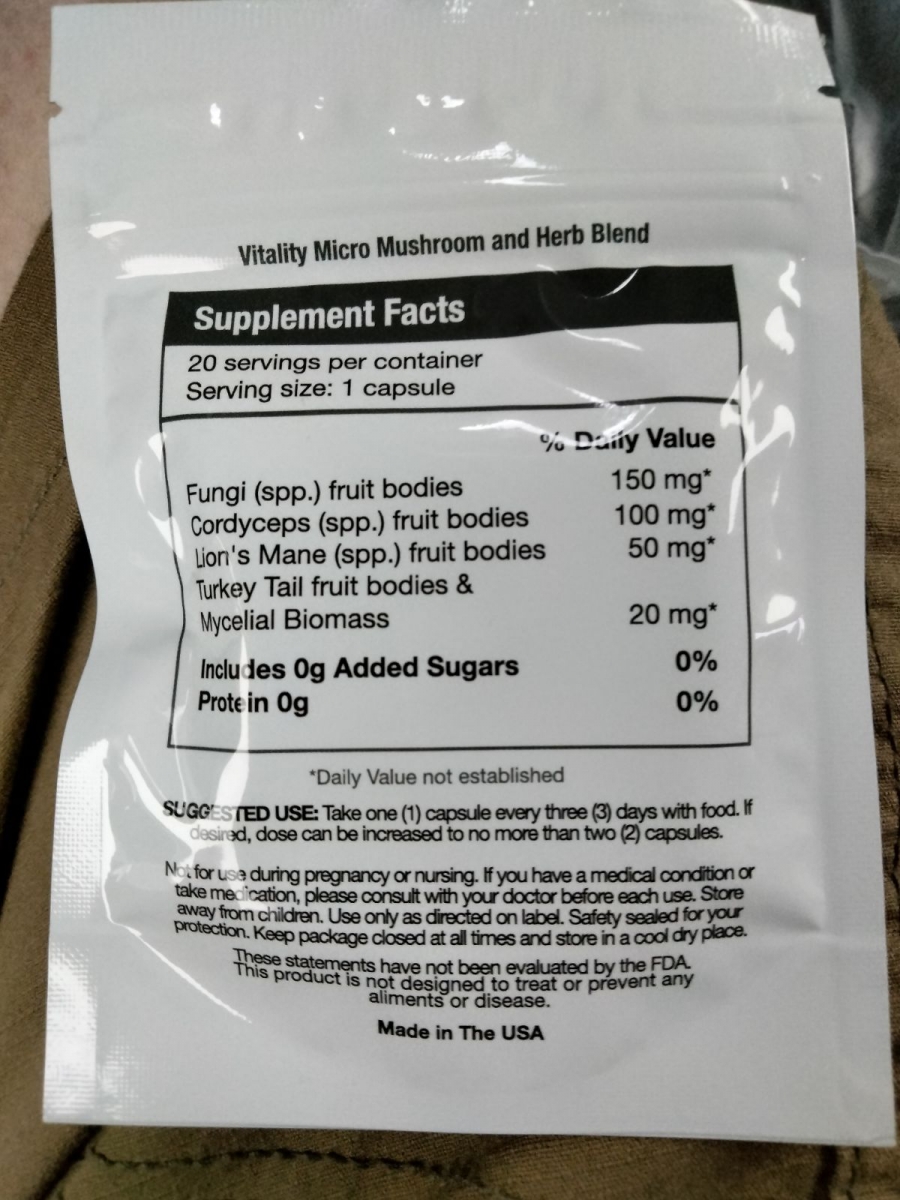 Vitality Micro Mushroom and Herb Blend
Supplement Facts
20 servings per container
Serving size: 1 capsule
% Daily Value
Fungi (spp.) fruit bodies 150 mg*
Cordyceps (spp.) fruit bodies 100 mg*
Lion's Mane (spp.) fruit bodies 50 mg*
Turkey Tail fruit bodies &
Mycelial Biomass 20 mg*
Includes 0g Added Sugars 0%
Protein 0g 0%
*Daily Value not established
SUGGESTED USE: Take one (1) capsule every three (3) days with food. If
desired, dose can be increased to no more than two (2) capsules.
Not for use during pregnancy or nursing. If you have a medical condition or
take medication, please consult with your doctor before each use. Store
away from children. Use only as directed on label. Safety sealed for your
protection. Keep package closed at all times and store in a cool dry place.
These statements have not been evaluated by the FDA.
This product is not designed to treat or prevent any
aliments or disease.
Made in The USA